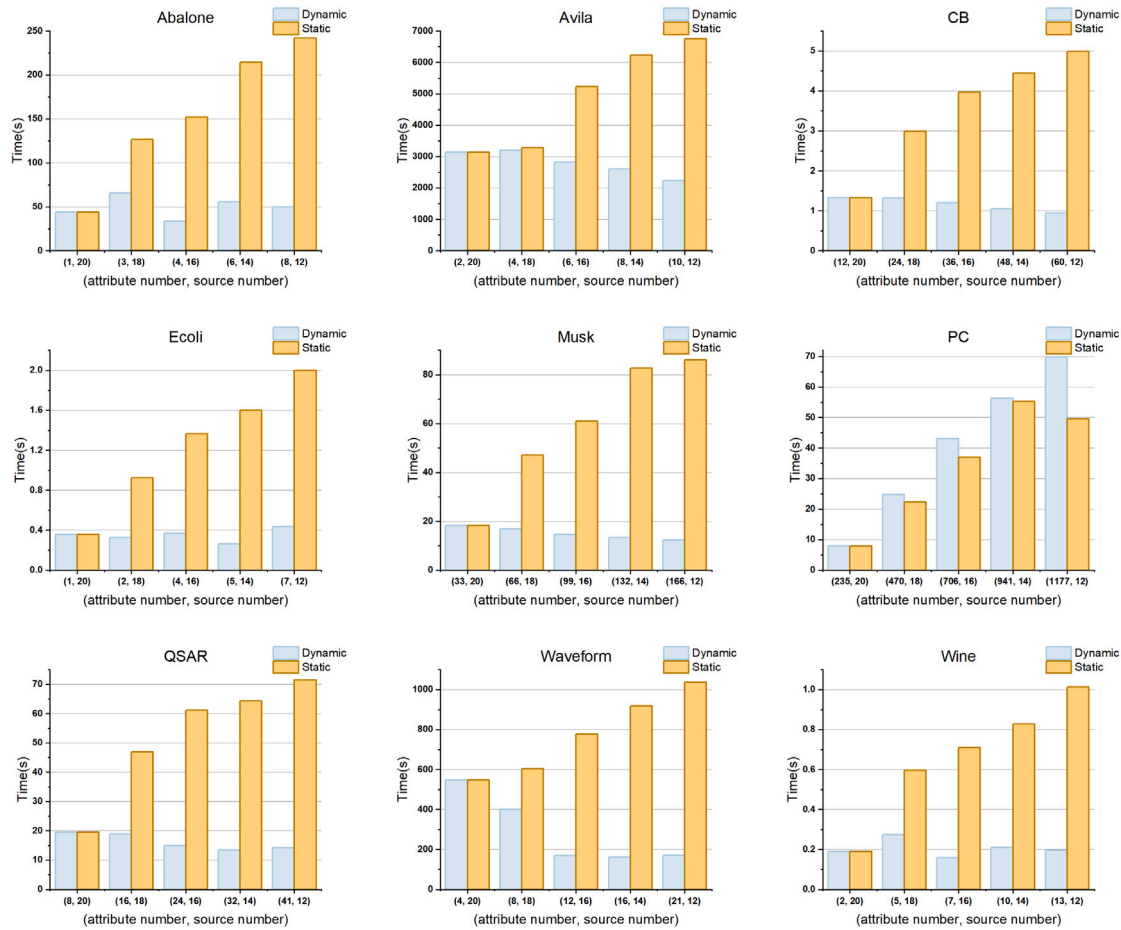 Abalone
Dynamic
Static
250
200
150
100
50
0
Time(s)
(1, 20) (3, 18) (4, 16) (6, 14) (8, 12)
(attribute number, source number)
Avila
Dynamic
Static
7000
6000
5000
4000
3000
2000
1000
0
Time(s)
(2, 20) (4, 18) (6, 16) (8, 14) (10, 12)
(attribute number, source number)
CB
Dynamic
Static
5
4
3
2
1
0
Time(s)
(12, 20) (24, 18) (36, 16) (48, 14) (60, 12)
(attribute number, source number)
Ecoli
Dynamic
Static
2.0
1.6
1.2
0.8
0.4
0.0
Time(s)
(1, 20) (2, 18) (4, 16) (5, 14) (7, 12)
(attribute number, source number)
Musk
Dynamic
Static
80
60
40
20
0
Time(s)
(33, 20) (66, 18) (99, 16) (132, 14) (166, 12)
(attribute number, source number)
PC
Dynamic
Static
70
60
50
40
30
20
10
0
Time(s)
(235, 20) (470, 18) (706, 16) (941, 14) (1177, 12)
(attribute number, source number)
QSAR
Dynamic
Static
70
60
50
40
30
20
10
0
Time(s)
(8, 20) (16, 18) (24, 16) (32, 14) (41, 12)
(attribute number, source number)
Waveform
Dynamic
Static
1000
800
600
400
200
0
Time(s)
(4, 20) (8, 18) (12, 16) (16, 14) (21, 12)
(attribute number, source number)
Wine
Dynamic
Static
1.0
0.8
0.6
0.4
0.2
0.0
Time(s)
(2, 20) (5, 18) (7, 16) (10, 14) (13, 12)
(attribute number, source number)